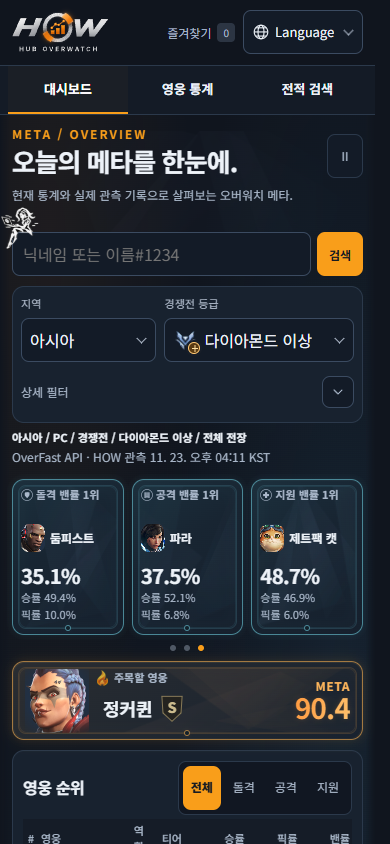 HOW
HUB OVERWATCH
즐겨찾기 0
Language
대시보드 영웅 통계 전적 검색
META / OVERVIEW
오늘의 메타를 한눈에.
현재 통계와 실제 관측 기록으로 살펴보는 오버워치 메타.
닉네임 또는 이름#1234 검색
지역 경쟁전 등급
아시아 다이아몬드 이상
상세 필터
아시아 / PC / 경쟁전 / 다이아몬드 이상 / 전체 전장
OverFast API · HOW 관측 11. 23. 오후 04:11 KST
돌격 밴률 1위
둠피스트
35.1%
승률 49.4%
픽률 10.0%
공격 밴률 1위
파라
37.5%
승률 52.1%
픽률 6.8%
지원 밴률 1위
제트팩 캣
48.7%
승률 46.9%
픽률 6.0%
주목할 영웅
정커퀸 S
META
90.4
영웅 순위
전체 돌격 공격 지원
# 영웅 역 티어 승률 픽률 밴률